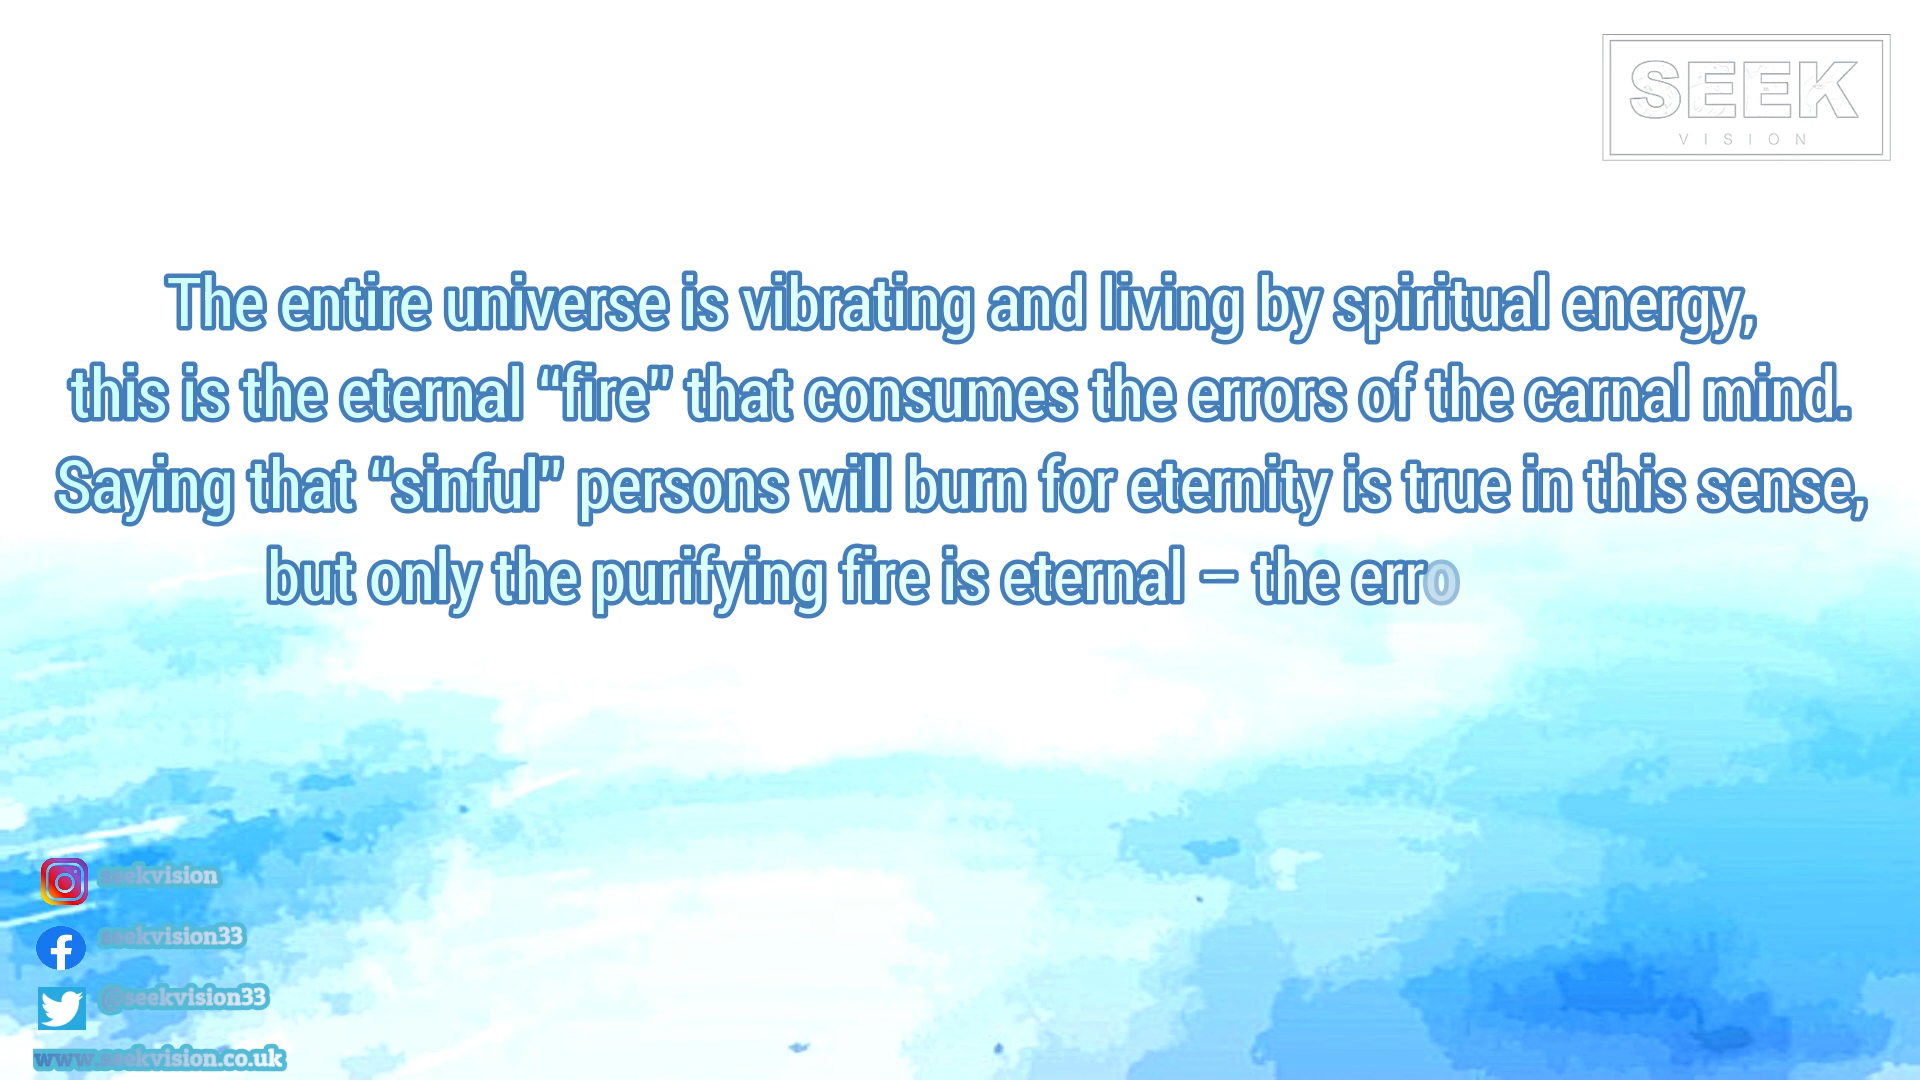 SEEK
VISION
The entire universe is vibrating and living by spiritual energy,
this is the eternal “fire” that consumes the errors of the carnal mind.
Saying that “sinful” persons will burn for eternity is true in this sense,
but only the purifying fire is eternal – the erro
seekvision
seekvision33
@seekvision33
www.seekvision.co.uk